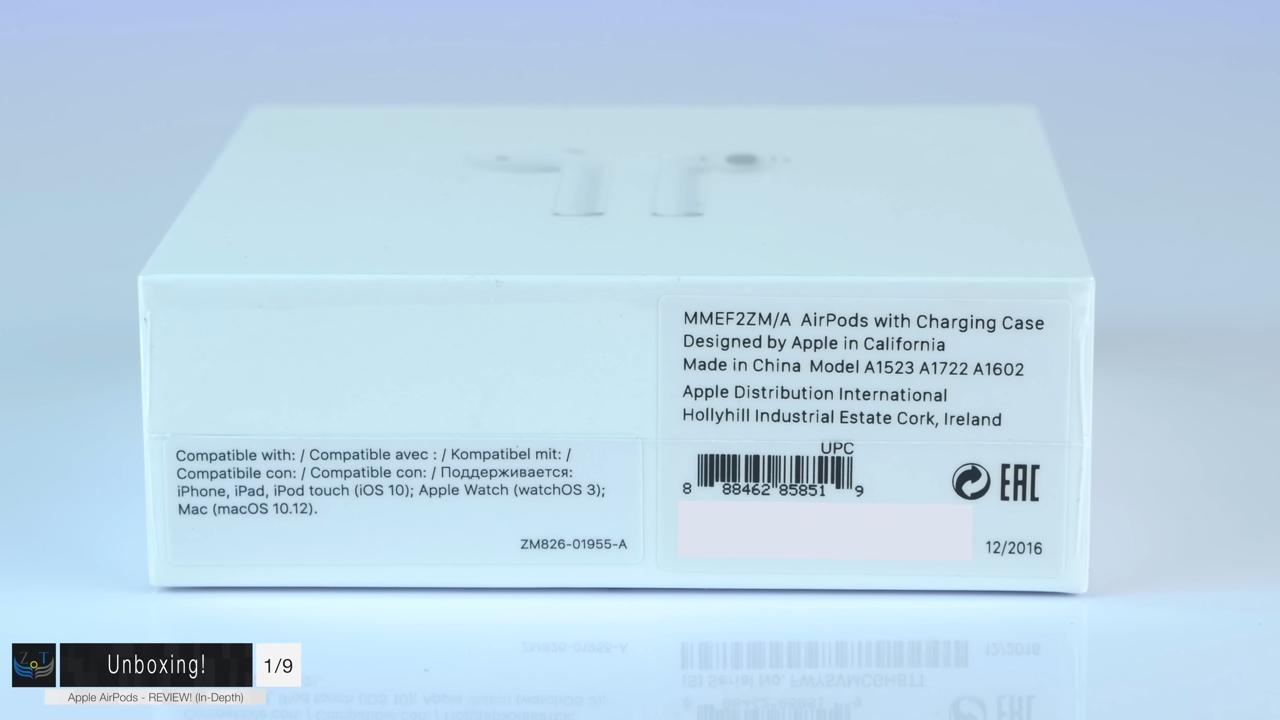 MMEF2ZM/A AirPods with Charging Case
Designed by Apple in California
Made in China Model A1523 A1722 A1602
Apple Distribution International
Hollyhill Industrial Estate Cork, Ireland
UPC
8 88462 85851 9
EAC
12/2016
Compatible with: / Compatible avec : / Kompatibel mit: /
Compatibile con: / Compatible con: / Поддерживается:
iPhone, iPad, iPod touch (iOS 10); Apple Watch (watchOS 3);
Mac (macOS 10.12).
ZM826-01955-A
ZoT
Unboxing!
1/9
Apple AirPods - REVIEW! (In-Depth)